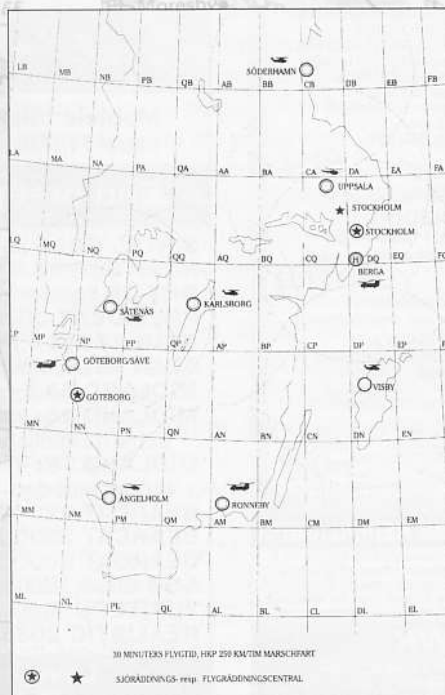 LB MB NB PB QB AB BB CB DB EB FB
SÖDERHAMN
LA MA NA PA QA AA BA CA DA EA FA
UPPSALA
STOCKHOLM
STOCKHOLM
LQ MQ NQ PQ QQ AQ BQ CQ H DQ EQ FQ
BERGA
SÅTENÄS
KARLSBORG
MP NP PP QP AP BP CP DP EP
GÖTEBORG/SÄVE
VISBY
GÖTEBORG
MN NN PN QN AN BN CN DN EN
ÄNGELHOLM
RONNEBY
MM NM PM QM AM BM CM DM EM
ML NL PL QL AL BL CL DL EL
30 MINUTERS FLYGTID, HKP 250 KM/TIM MARSCHFART
SJÖRÄDDNINGS- resp. FLYGRÄDDNINGSCENTRAL